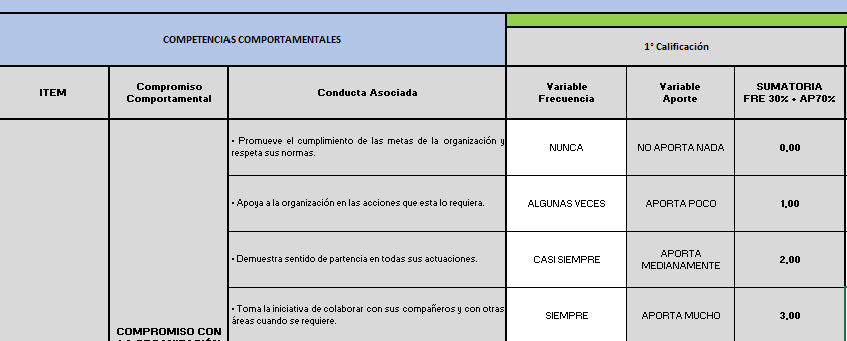 COMPETENCIAS COMPORTAMENTALES
1° Calificación
ITEM
Compromiso
Comportamental
Conducta Asociada
Variable
Frecuencia
Variable
Aporte
SUMATORIA
FRE 30% + AP70%
• Promueve el cumplimiento de las metas de la organización y
respeta sus normas.
NUNCA
NO APORTA NADA
0,00
• Apoya a la organización en las acciones que esta lo requiera.
ALGUNAS VECES
APORTA POCO
1,00
• Demuestra sentido de partencia en todas sus actuaciones.
CASI SIEMPRE
APORTA
MEDIANAMENTE
2,00
• Toma la iniciativa de colaborar con sus compañeros y con otras
áreas cuando se requiere.
SIEMPRE
APORTA MUCHO
3,00
COMPROMISO CON
LA ORGANIZACIÓN